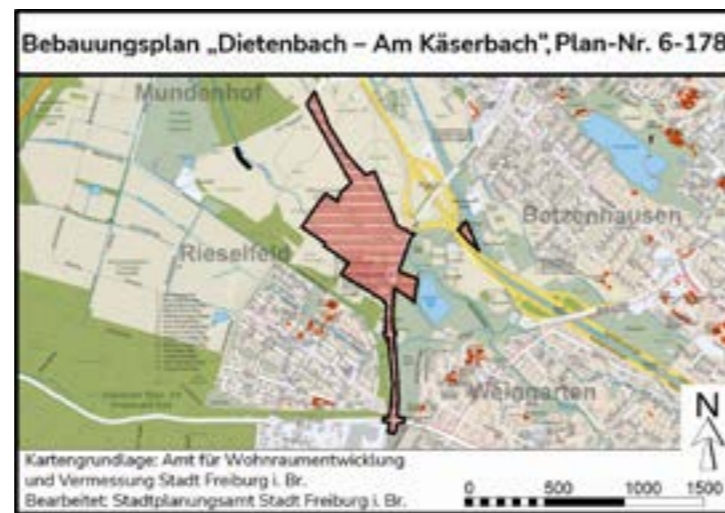 Bebauungsplan „Dietenbach – Am Käserbach", Plan-Nr. 6-178
Mundenhof
Betzenhausen
Rieselfeld
Weingarten
N
Kartengrundlage: Amt für Wohnraumentwicklung
und Vermessung Stadt Freiburg i. Br.
Bearbeitet: Stadtplanungsamt Stadt Freiburg i. Br.
0 500 1000 1500